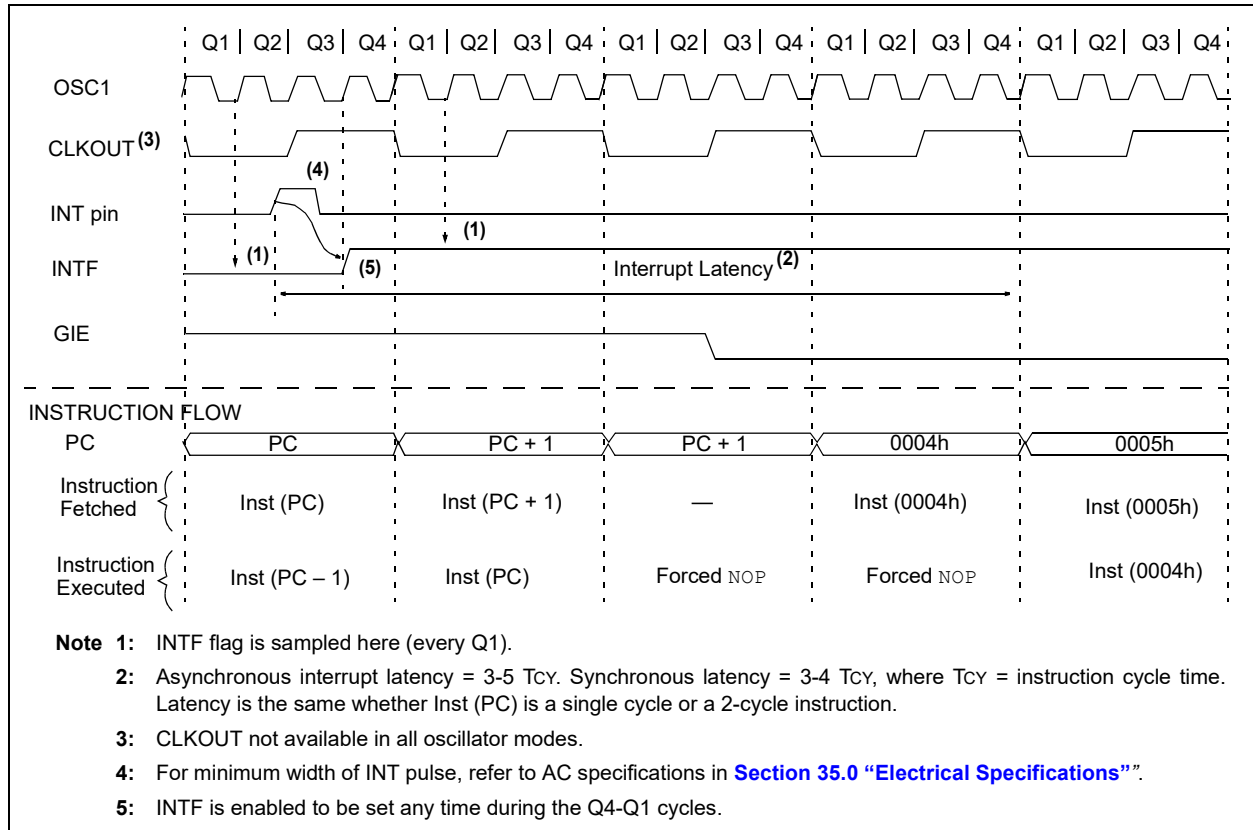 Q1 Q2 Q3 Q4 Q1 Q2 Q3 Q4 Q1 Q2 Q3 Q4 Q1 Q2 Q3 Q4 Q1 Q2 Q3 Q4
OSC1
CLKOUT (3)
(4)
INT pin
(1) (1)
INTF (5) Interrupt Latency (2)
GIE
INSTRUCTION FLOW
PC PC PC + 1 PC + 1 0004h 0005h
Instruction
Fetched Inst (PC) Inst (PC + 1) — Inst (0004h) Inst (0005h)
Instruction
Executed Inst (PC – 1) Inst (PC) Forced NOP Forced NOP Inst (0004h)
Note 1: INTF flag is sampled here (every Q1).
2: Asynchronous interrupt latency = 3-5 TCY. Synchronous latency = 3-4 TCY, where TCY = instruction cycle time.
Latency is the same whether Inst (PC) is a single cycle or a 2-cycle instruction.
3: CLKOUT not available in all oscillator modes.
4: For minimum width of INT pulse, refer to AC specifications in Section 35.0 “Electrical Specifications””.
5: INTF is enabled to be set any time during the Q4-Q1 cycles.